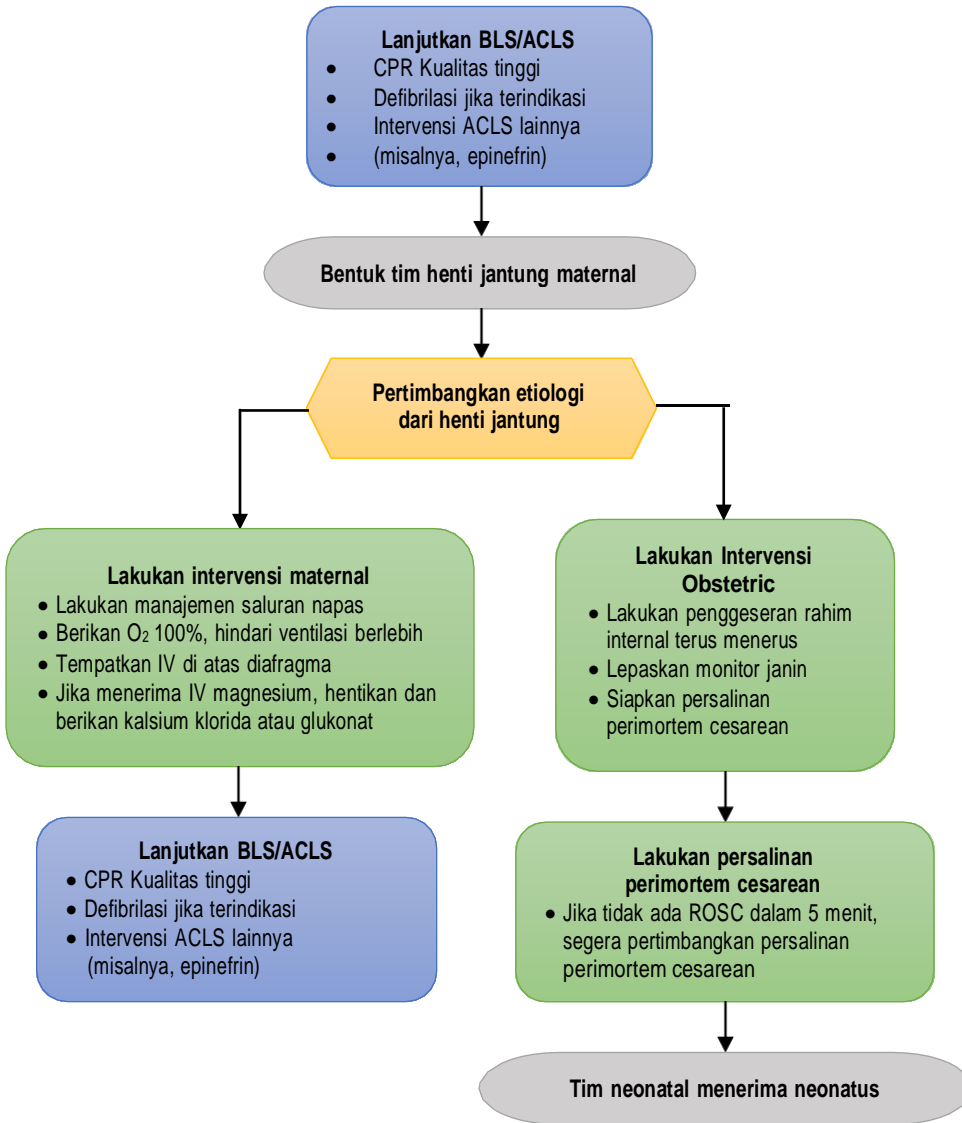 Lanjutkan BLS/ACLS
• CPR Kualitas tinggi
• Defibrilasi jika terindikasi
• Intervensi ACLS lainnya
• (misalnya, epinefrin)
Bentuk tim henti jantung maternal
Pertimbangkan etiologi
dari henti jantung
Lakukan intervensi maternal
• Lakukan manajemen saluran napas
• Berikan O₂ 100%, hindari ventilasi berlebih
• Tempatkan IV di atas diafragma
• Jika menerima IV magnesium, hentikan dan
berikan kalsium klorida atau glukonat
Lakukan Intervensi
Obstetric
• Lakukan penggeseran rahim
internal terus menerus
• Lepaskan monitor janin
• Siapkan persalinan
perimortem cesarean
Lanjutkan BLS/ACLS
• CPR Kualitas tinggi
• Defibrilasi jika terindikasi
• Intervensi ACLS lainnya
(misalnya, epinefrin)
Lakukan persalinan
perimortem cesarean
• Jika tidak ada ROSC dalam 5 menit,
segera pertimbangkan persalinan
perimortem cesarean
Tim neonatal menerima neonatus